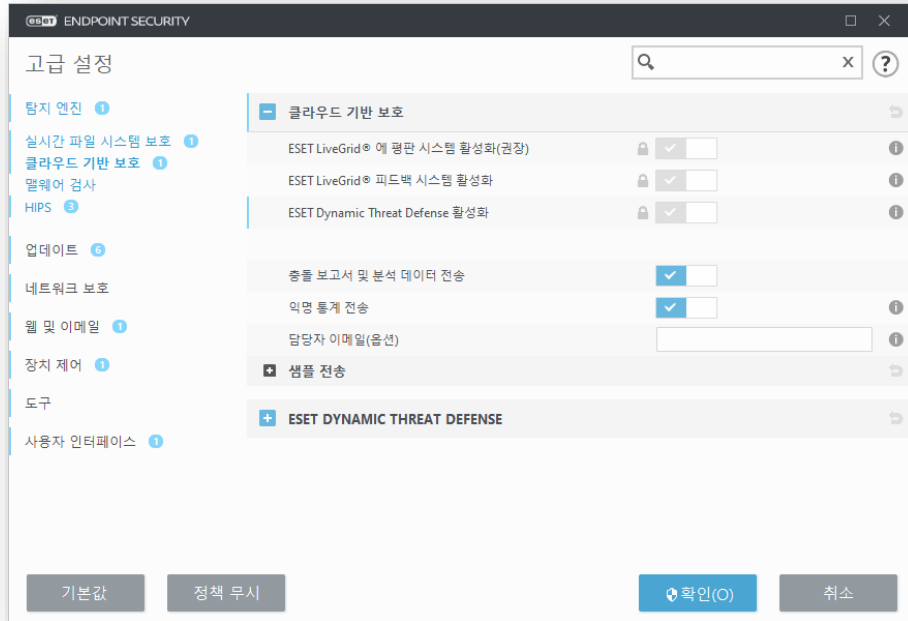 eset ENDPOINT SECURITY
고급 설정
x
?
탐지 엔진 1
실시간 파일 시스템 보호 1
클라우드 기반 보호 1
맬웨어 검사
HIPS 3
업데이트 6
네트워크 보호
웹 및 이메일 1
장치 제어 1
도구
사용자 인터페이스 1
클라우드 기반 보호
ESET LiveGrid® 에 평판 시스템 활성화(권장)
ESET LiveGrid® 피드백 시스템 활성화
ESET Dynamic Threat Defense 활성화
충돌 보고서 및 분석 데이터 전송
익명 통계 전송
담당자 이메일(옵션)
샘플 전송
ESET DYNAMIC THREAT DEFENSE
기본값
정책 무시
확인(O)
취소